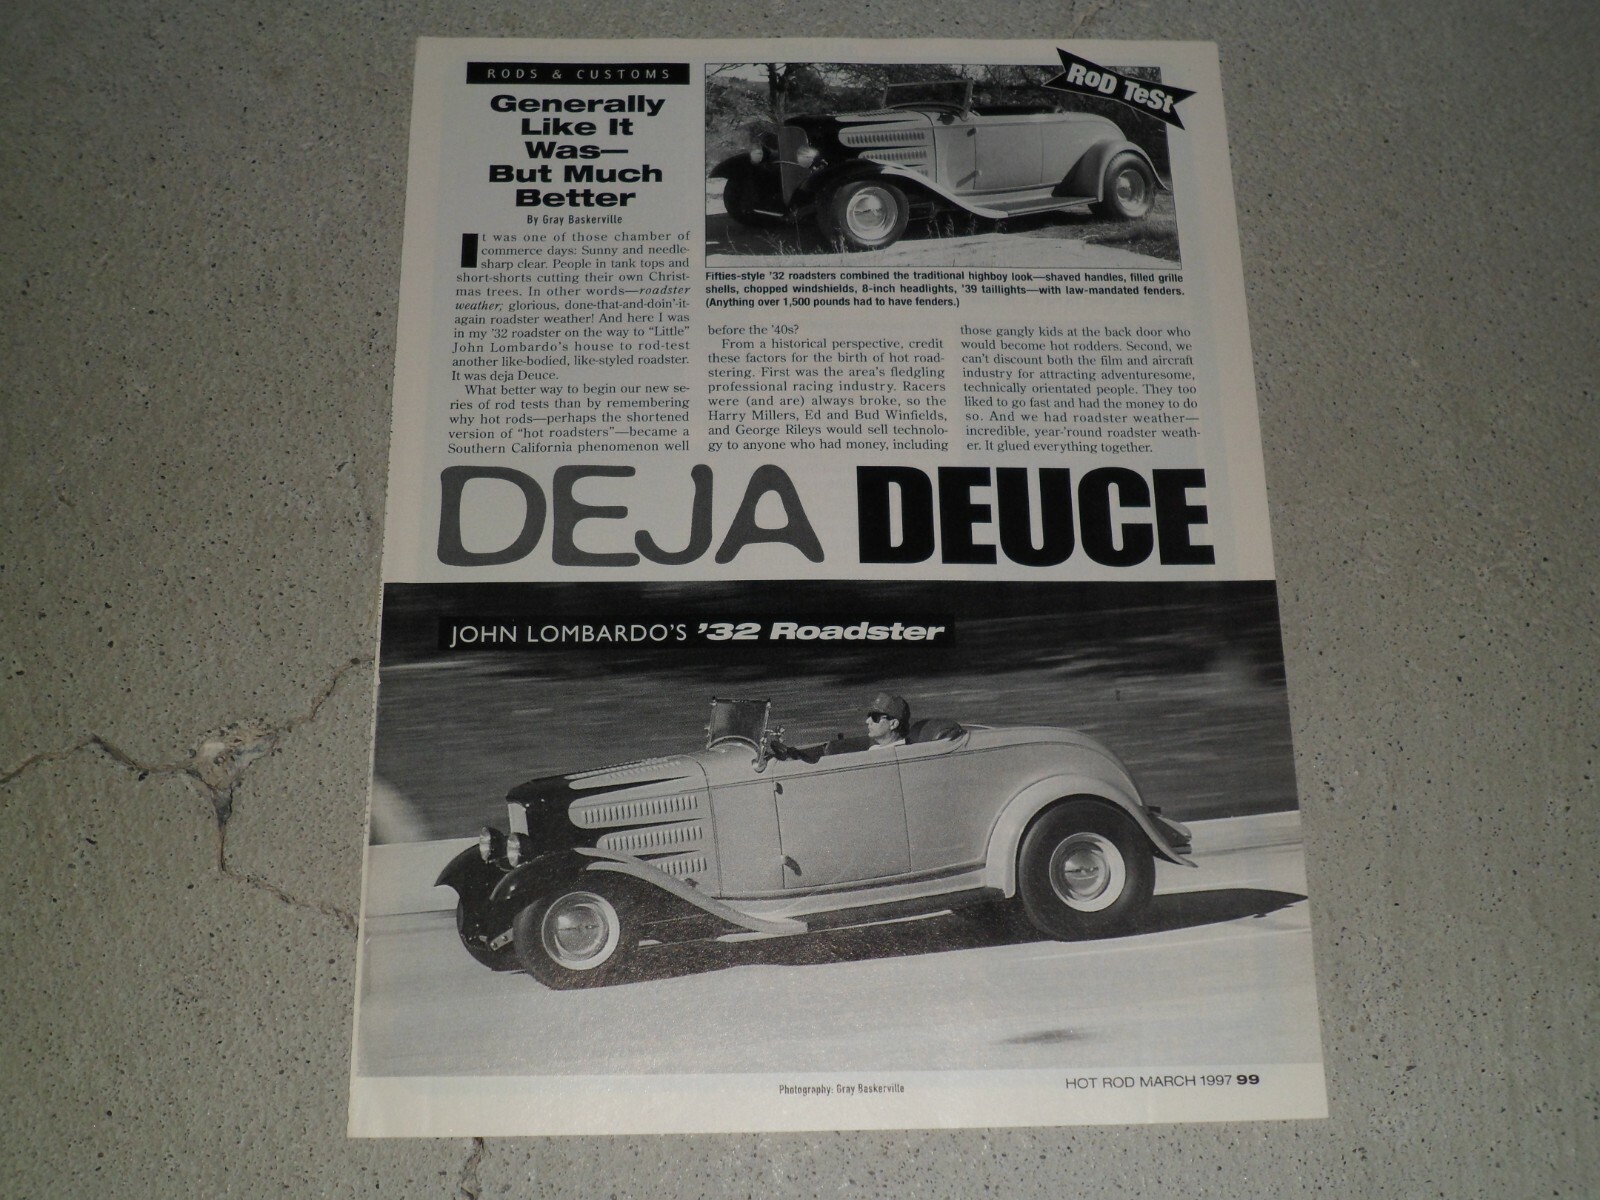 RODS & CUSTOMS
Generally
Like It
Was—
But Much
Better
By Gray Baskerville
It was one of those chamber of
commerce days: Sunny and needle-
sharp clear. People in tank tops and
short-shorts cutting their own Christ-
mas trees. In other words—roadster
weather; glorious, done-that-and-doin'-it-
again roadster weather! And here I was
in my '32 roadster on the way to "Little"
John Lombardo's house to rod-test
another like-bodied, like-styled roadster.
It was deja Deuce.
What better way to begin our new se-
ries of rod tests than by remembering
why hot rods—perhaps the shortened
version of "hot roadsters"—became a
Southern California phenomenon well
RoD TeSt
Fifties-style '32 roadsters combined the traditional highboy look—shaved handles, filled grille
shells, chopped windshields, 8-inch headlights, '39 taillights—with law-mandated fenders.
(Anything over 1,500 pounds had to have fenders.)
before the '40s?
From a historical perspective, credit
these factors for the birth of hot road-
stering. First was the area's fledgling
professional racing industry. Racers
were (and are) always broke, so the
Harry Millers, Ed and Bud Winfields,
and George Rileys would sell technolo-
gy to anyone who had money, including
those gangly kids at the back door who
would become hot rodders. Second, we
can't discount both the film and aircraft
industry for attracting adventuresome,
technically orientated people. They too
liked to go fast and had the money to do
so. And we had roadster weather—
incredible, year-'round roadster weath-
er. It glued everything together.
DEJA DEUCE
JOHN LOMBARDO'S '32 Roadster
Photography: Gray Baskerville
HOT ROD MARCH 1997 99